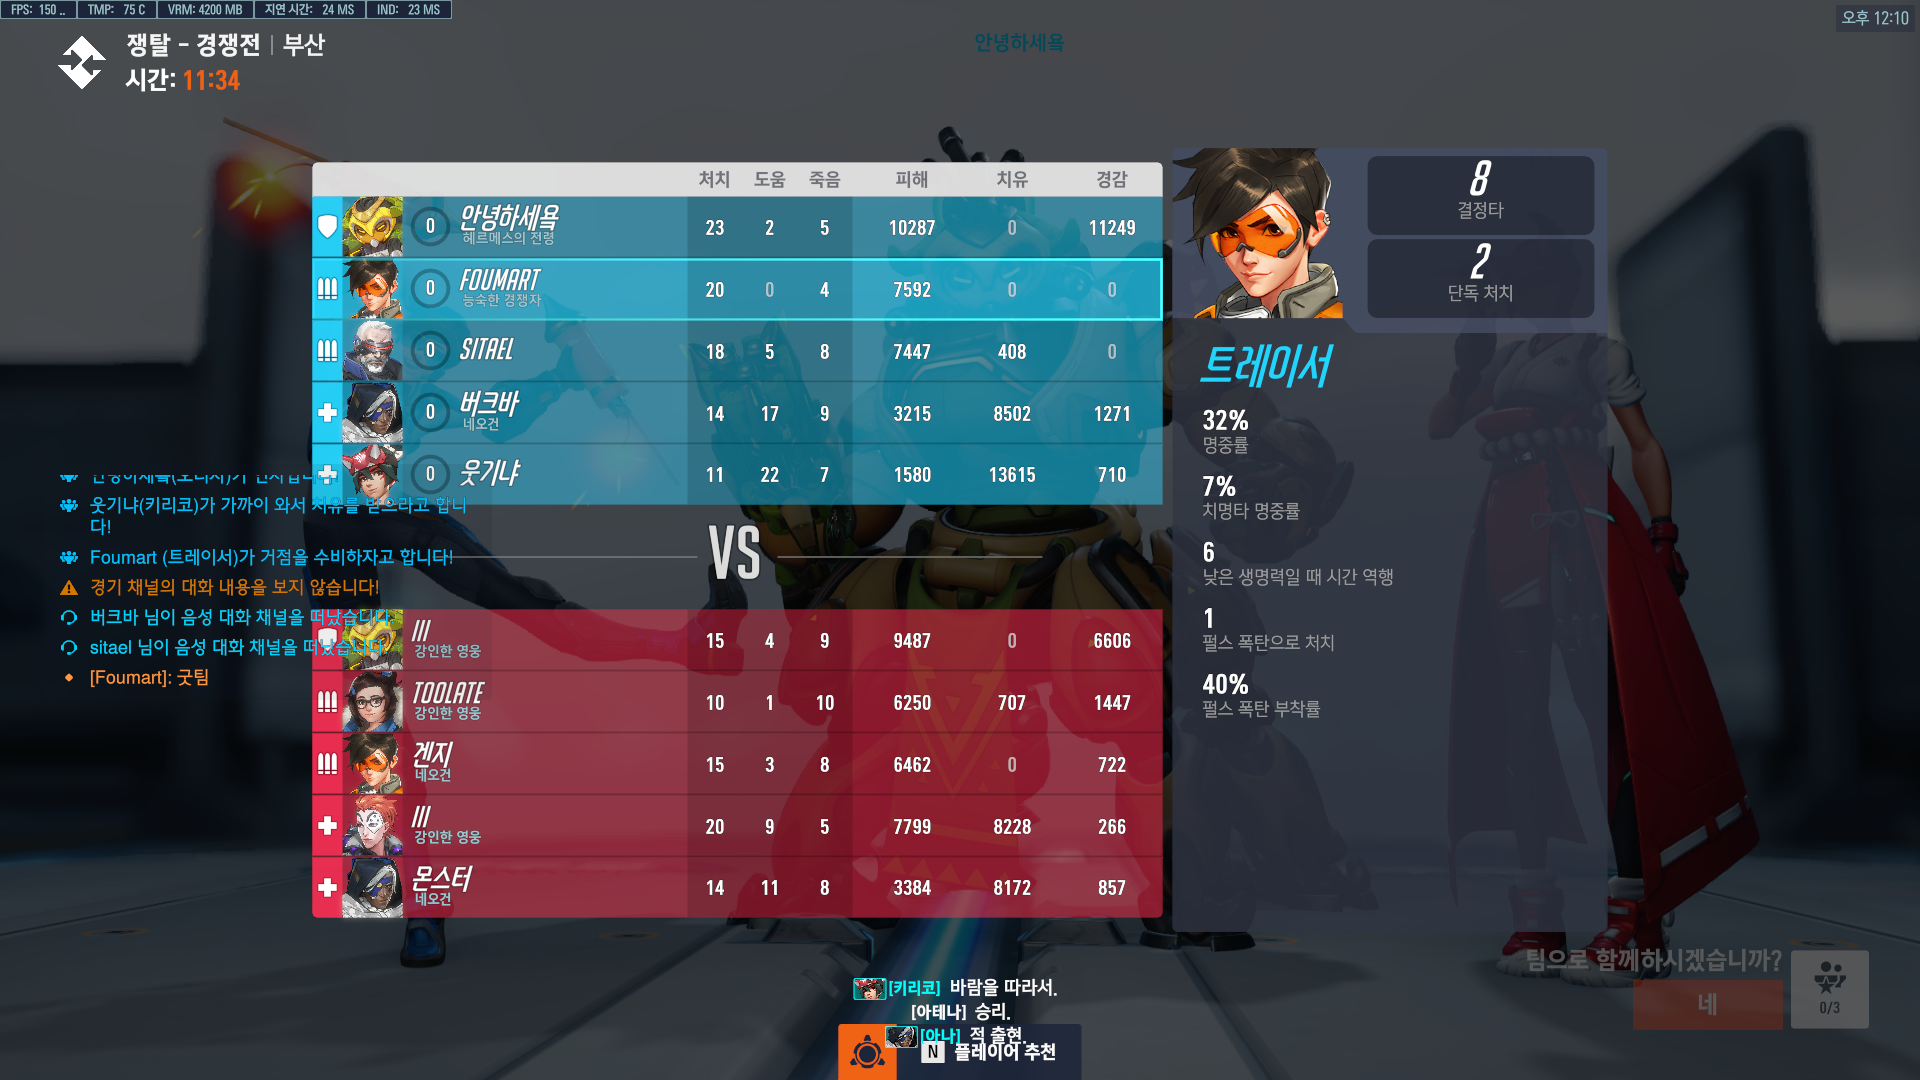 FPS: 150 .. TMP: 75 C VRM: 4200 MB 지연 시간: 24 MS IND: 23 MS
오후 12:10
쟁탈 - 경쟁전 | 부산
시간: 11:34
안녕하세욬
처치 도움 죽음 피해 치유 경감
0 안녕하세욬 23 2 5 10287 0 11249
헤르메스의 전령
0 FOUMART 20 0 4 7592 0 0
능숙한 경쟁자
0 SITAEL 18 5 8 7447 408 0
0 버크바 14 17 9 3215 8502 1271
네오건
0 웃기냐 11 22 7 1580 13615 710
VS
III 15 4 9 9487 0 6606
강인한 영웅
TOOLATE 10 1 10 6250 707 1447
강인한 영웅
겐지 15 3 8 6462 0 722
네오건
III 20 9 5 7799 8228 266
강인한 영웅
몬스터 14 11 8 3384 8172 857
네오건
8
결정타
2
단독 처치
트레이서
32%
명중률
7%
치명타 명중률
6
낮은 생명력일 때 시간 역행
1
펄스 폭탄으로 처치
40%
펄스 폭탄 부착률
웃기냐(키리코)가 가까이 와서 치유를 받으라고 합니
다!
Foumart (트레이서)가 거점을 수비하자고 합니다!
경기 채널의 대화 내용을 보지 않습니다!
버크바 님이 음성 대화 채널을 떠났습니다.
sitael 님이 음성 대화 채널을 떠났습니다.
[Foumart]: 굿팀
팀으로 함께하시겠습니까?
네
0/3
[키리코] 바람을 따라서.
[아테나] 승리.
[아나] 적 출현.
N 플레이어 추천